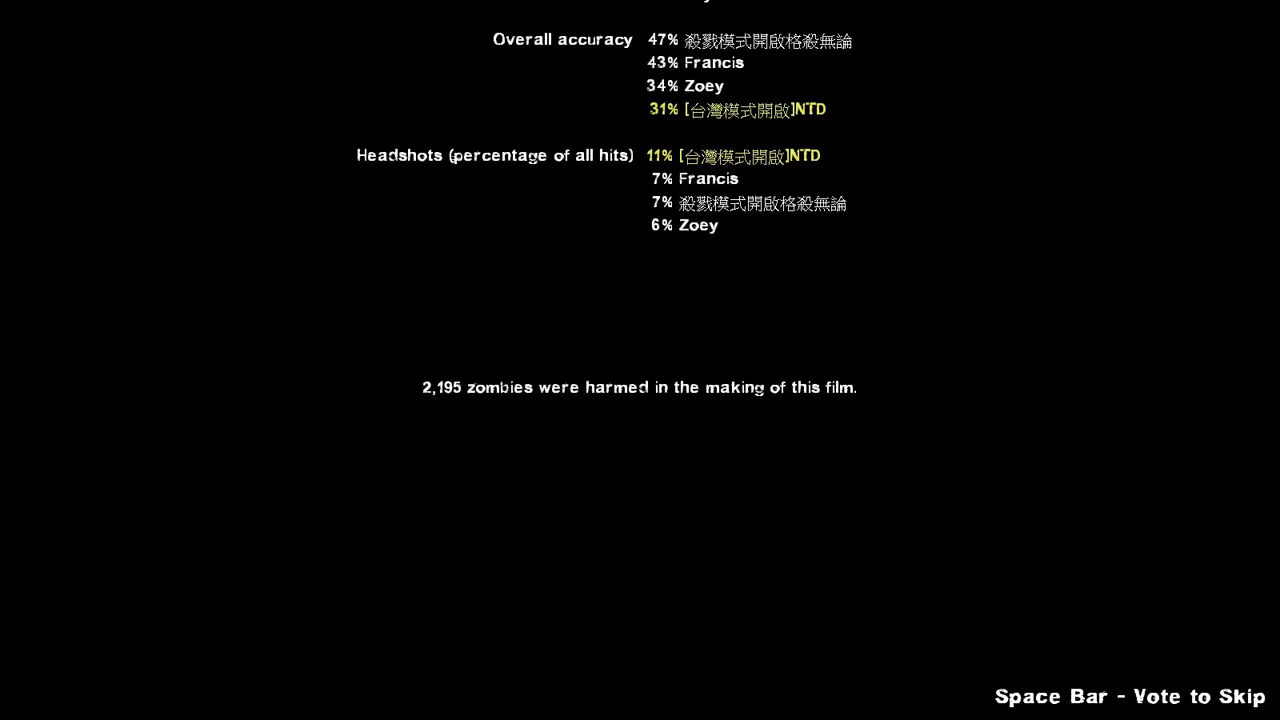 Overall accuracy 47% 殺戮模式開啟格殺無論
43% Francis
34% Zoey
31% [台灣模式開啟]NTD
Headshots (percentage of all hits) 11% [台灣模式開啟]NTD
7% Francis
7% 殺戮模式開啟格殺無論
6% Zoey
2,195 zombies were harmed in the making of this film.
Space Bar - Vote to Skip